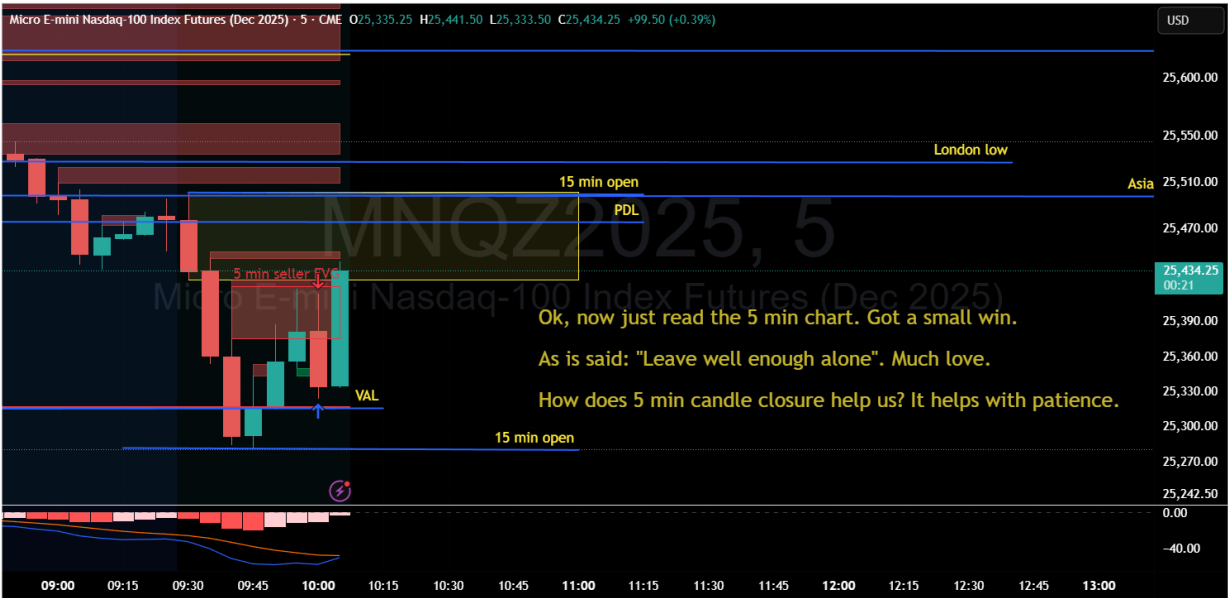 Micro E-mini Nasdaq-100 Index Futures (Dec 2025) · 5 · CME O25,335.25 H25,441.50 L25,333.50 C25,434.25 +99.50 (+0.39%)
USD
25,600.00
25,550.00
London low
25,510.00
15 min open
Asia
PDL
25,470.00
MNQZ2025, 5
25,434.25
00:21
5 min seller FVG
Micro E-mini Nasdaq-100 Index Futures (Dec 2025)
Ok, now just read the 5 min chart. Got a small win.
25,390.00
As is said: "Leave well enough alone". Much love.
25,360.00
How does 5 min candle closure help us? It helps with patience.
25,330.00
VAL
25,300.00
15 min open
25,270.00
25,242.50
0.00
−40.00
09:00 09:15 09:30 09:45 10:00 10:15 10:30 10:45 11:00 11:15 11:30 11:45 12:00 12:15 12:30 12:45 13:00